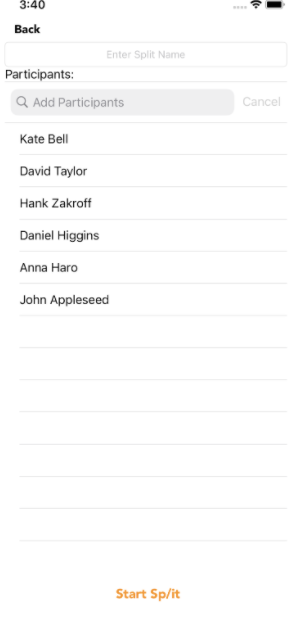 3:40
Back
Enter Split Name
Participants:
Add Participants Cancel
Kate Bell
David Taylor
Hank Zakroff
Daniel Higgins
Anna Haro
John Appleseed
Start Sp/it